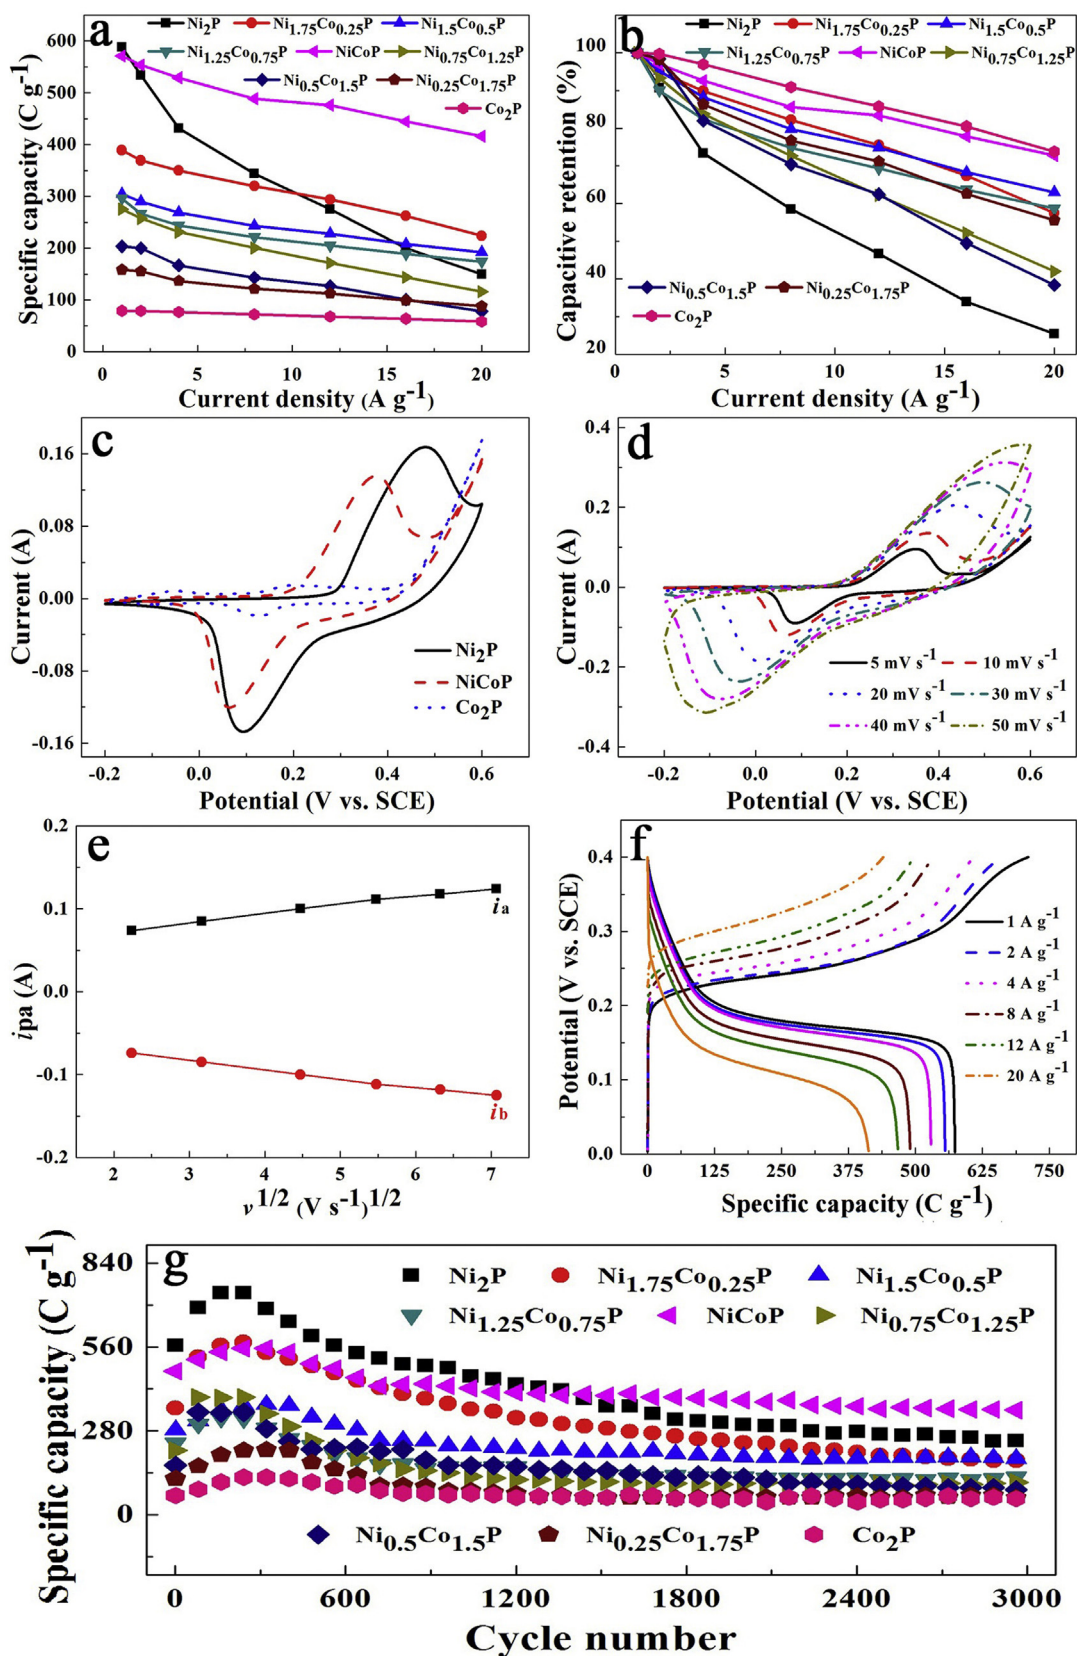 a
Ni2P Ni1.75Co0.25P Ni1.5Co0.5P
Ni1.25Co0.75P NiCoP Ni0.75Co1.25P
Ni0.5Co1.5P Ni0.25Co1.75P
Co2P
600
500
400
300
200
100
0
Specific capacity (C g-1)
0 5 10 15 20
Current density (A g-1)
b
Ni2P Ni1.75Co0.25P Ni1.5Co0.5P
Ni1.25Co0.75P NiCoP Ni0.75Co1.25P
Ni0.5Co1.5P Ni0.25Co1.75P
Co2P
100
80
60
40
20
Capacitive retention (%)
0 5 10 15 20
Current density (A g-1)
c
0.16
0.08
0.00
-0.08
-0.16
Current (A)
Ni2P
NiCoP
Co2P
-0.2 0.0 0.2 0.4 0.6
Potential (V vs. SCE)
d
0.4
0.2
0.0
-0.2
-0.4
Current (A)
5 mV s-1 10 mV s-1
20 mV s-1 30 mV s-1
40 mV s-1 50 mV s-1
-0.2 0.0 0.2 0.4 0.6
Potential (V vs. SCE)
e
0.2
0.1
0.0
-0.1
-0.2
ipa (A)
ia
ib
2 3 4 5 6 7
v1/2 (V s-1)1/2
f
0.4
0.3
0.2
0.1
0.0
Potential (V vs. SCE)
1 A g-1
2 A g-1
4 A g-1
8 A g-1
12 A g-1
20 A g-1
0 125 250 375 500 625 750
Specific capacity (C g-1)
g
Ni2P Ni1.75Co0.25P Ni1.5Co0.5P
Ni1.25Co0.75P NiCoP Ni0.75Co1.25P
Ni0.5Co1.5P Ni0.25Co1.75P Co2P
840
560
280
0
Specific capacity (C g-1)
0 600 1200 1800 2400 3000
Cycle number